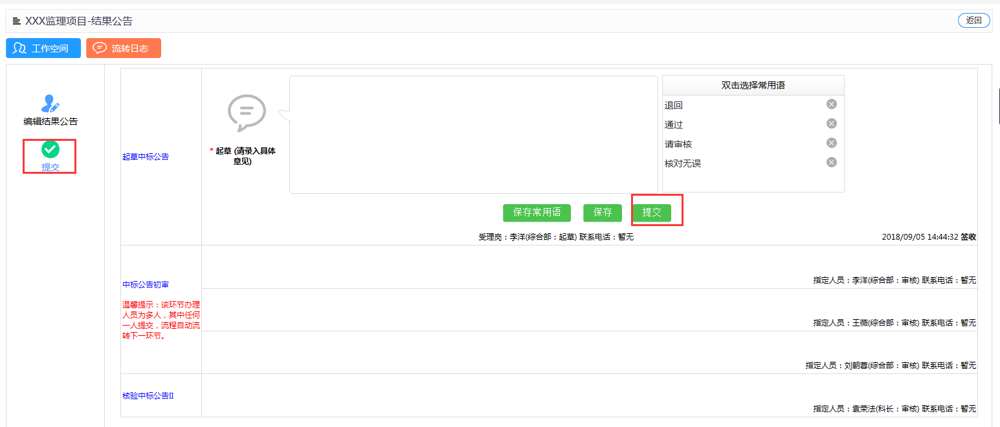 XXX监理项目-结果公告
返回
工作空间
流转日志
编辑结果公告
提交
起草中标公告
* 起草 (请录入具体
意见)
双击选择常用语
退回
通过
请审核
核对无误
保存常用语
保存
提交
受理岗：李洋(综合部：起草) 联系电话：暂无
2018/09/05 14:44:32 签收
中标公告初审
温馨提示：该环节办理
人员为多人，其中任何
一人提交，流程自动流
转下一环节。
指定人员：李洋(综合部：审核) 联系电话：暂无
指定人员：王薇(综合部：审核) 联系电话：暂无
指定人员：刘朝蓉(综合部：审核) 联系电话：暂无
核验中标公告II
指定人员：袁荣法(科长：审核) 联系电话：暂无